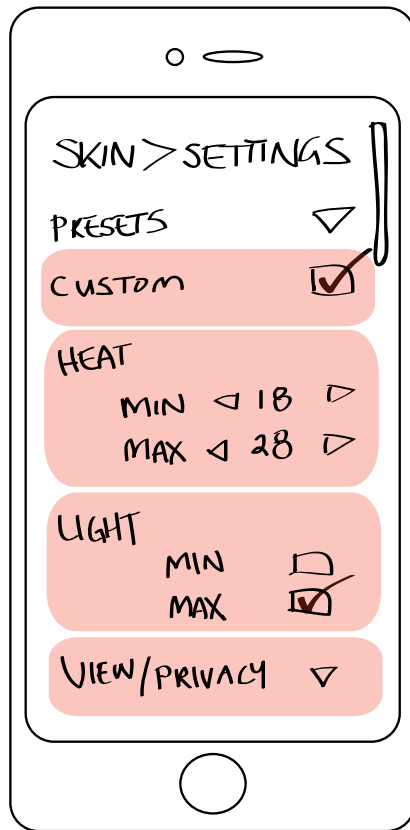 SKIN > SETTINGS
PRESETS
CUSTOM
HEAT
MIN 18
MAX 28
LIGHT
MIN
MAX
VIEW/PRIVACY